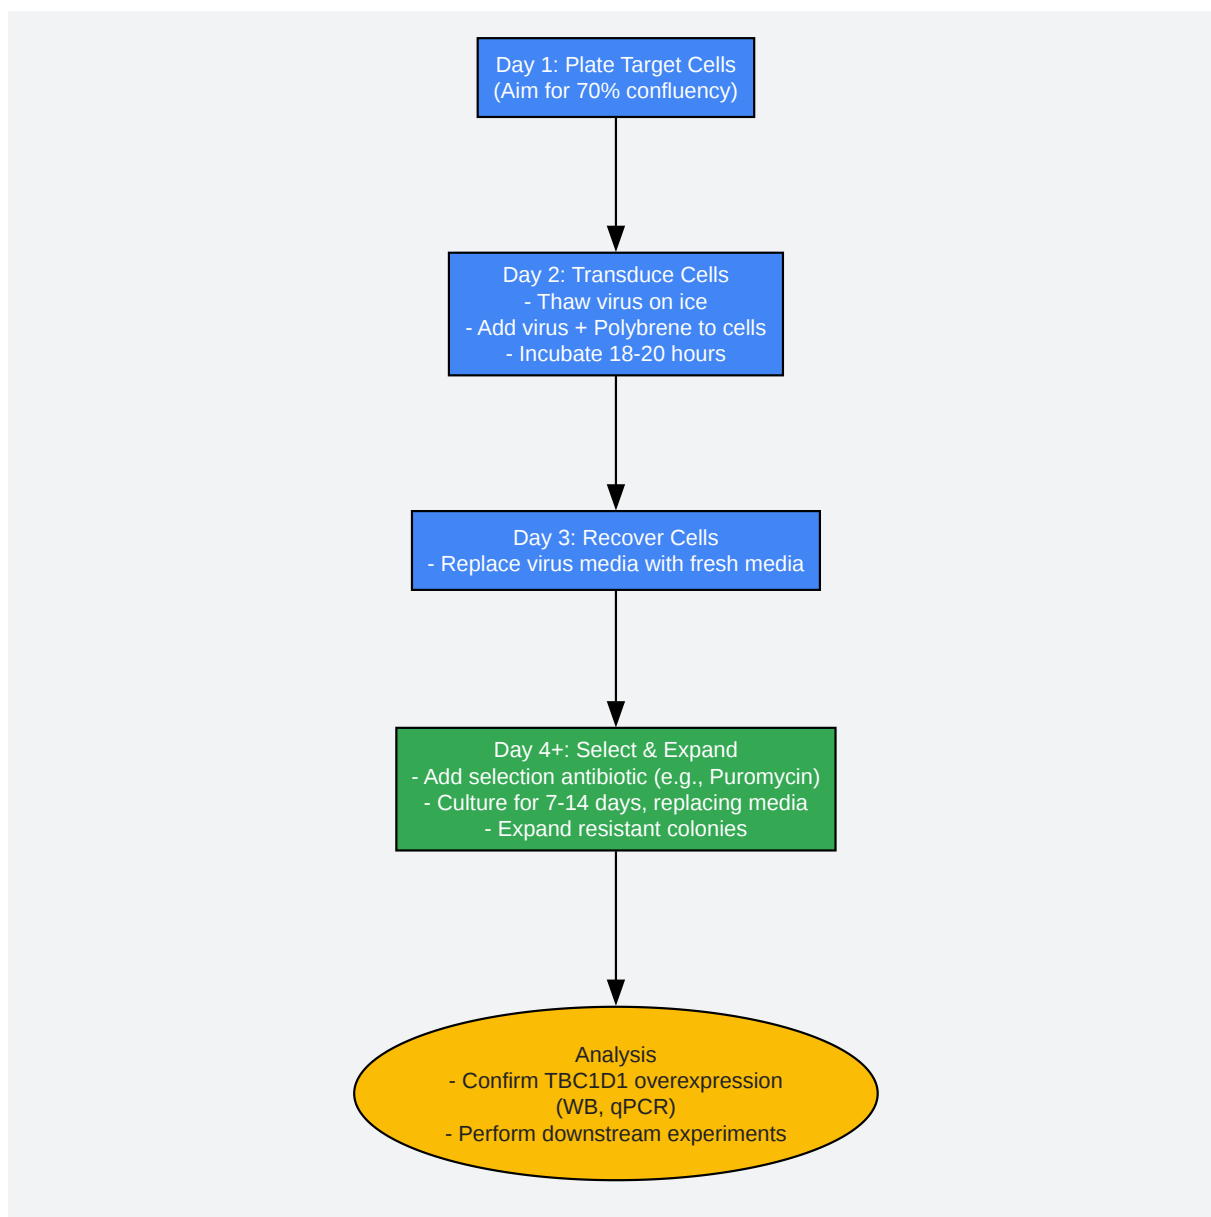 Day 1: Plate Target Cells
(Aim for 70% confluency)
Day 2: Transduce Cells
- Thaw virus on ice
- Add virus + Polybrene to cells
- Incubate 18-20 hours
Day 3: Recover Cells
- Replace virus media with fresh media
Day 4+: Select & Expand
- Add selection antibiotic (e.g., Puromycin)
- Culture for 7-14 days, replacing media
- Expand resistant colonies
Analysis
- Confirm TBC1D1 overexpression
(WB, qPCR)
- Perform downstream experiments